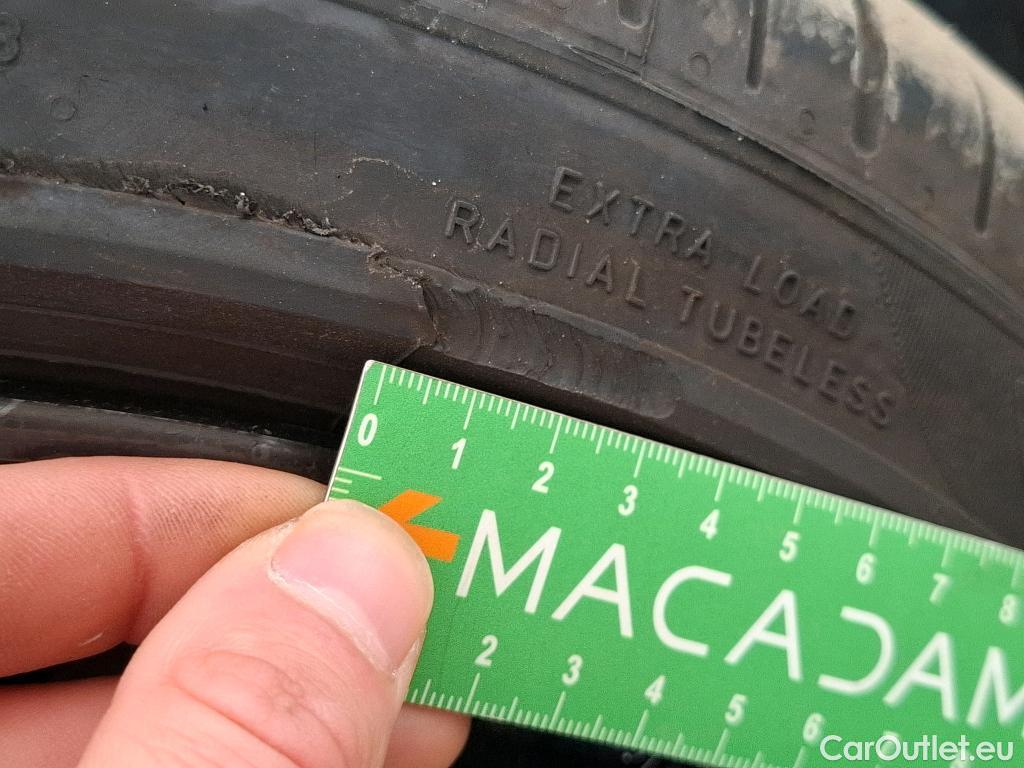 EXTRA LOAD
RADIAL TUBELESS
0 1 2 3 4 5 6 7 8
MACADAM
2 3 4 5 6
CarOutlet.eu